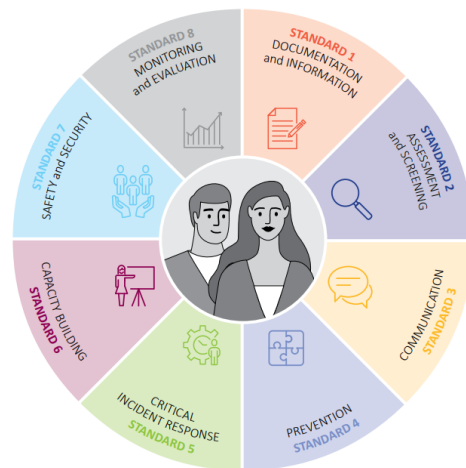 STANDARD 1
DOCUMENTATION
and INFORMATION
STANDARD 2
ASSESSMENT
and SCREENING
COMMUNICATION
STANDARD 3
PREVENTION
STANDARD 4
CRITICAL
INCIDENT RESPONSE
STANDARD 5
CAPACITY BUILDING
STANDARD 6
STANDARD 7
SAFETY and SECURITY
STANDARD 8
MONITORING
and EVALUATION